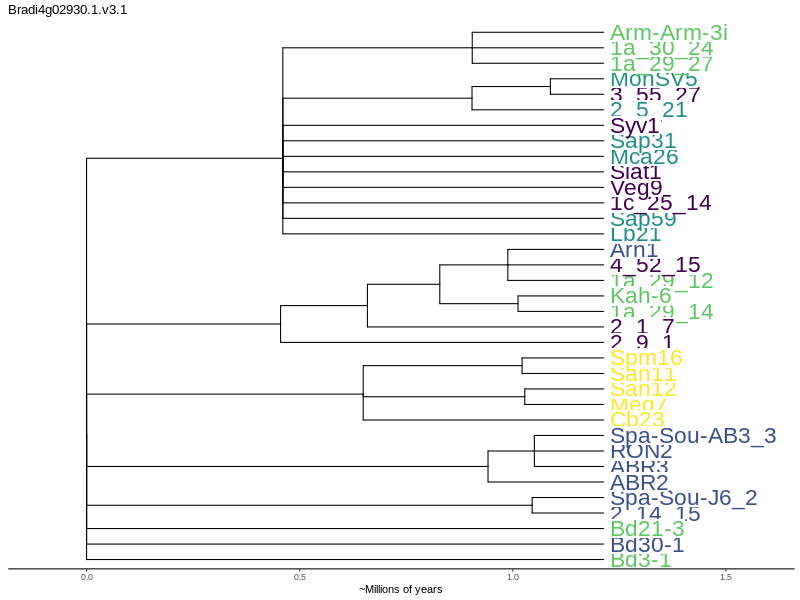 Bradi4g02930.1.v3.1
Arm-Arm-3i
1a_30_24
1a_29_27
MonSV5
3_55_27
2_5_21
Syv1
Sap31
Mca26
Slat1
Veg9
1c_25_14
Sap59
Lb21
Arn1
4_52_15
1a_29_12
Kah-6
1a_29_14
2_1_7
2_9_1
Spm16
San11
San12
Meg7
Cb23
Spa-Sou-AB3_3
RON2
ABR3
ABR2
Spa-Sou-J6_2
2_14_15
Bd21-3
Bd30-1
Bd3-1
0.0 0.5 1.0 1.5
~Millions of years